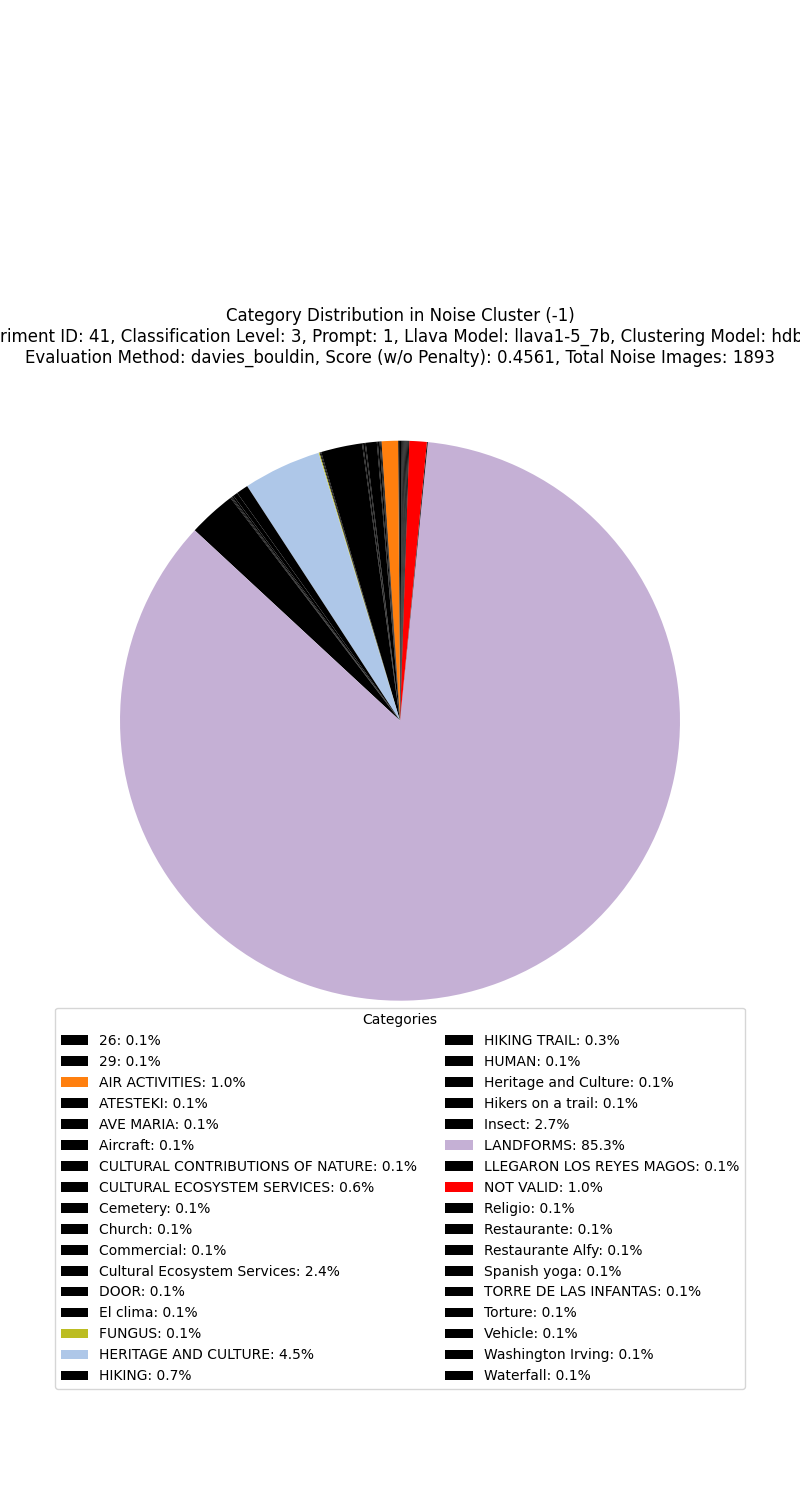 Category Distribution in Noise Cluster (-1)
riment ID: 41, Classification Level: 3, Prompt: 1, Llava Model: llava1-5_7b, Clustering Model: hdb
Evaluation Method: davies_bouldin, Score (w/o Penalty): 0.4561, Total Noise Images: 1893
Categories
26: 0.1%
29: 0.1%
AIR ACTIVITIES: 1.0%
ATESTEKI: 0.1%
AVE MARIA: 0.1%
Aircraft: 0.1%
CULTURAL CONTRIBUTIONS OF NATURE: 0.1%
CULTURAL ECOSYSTEM SERVICES: 0.6%
Cemetery: 0.1%
Church: 0.1%
Commercial: 0.1%
Cultural Ecosystem Services: 2.4%
DOOR: 0.1%
El clima: 0.1%
FUNGUS: 0.1%
HERITAGE AND CULTURE: 4.5%
HIKING: 0.7%
HIKING TRAIL: 0.3%
HUMAN: 0.1%
Heritage and Culture: 0.1%
Hikers on a trail: 0.1%
Insect: 2.7%
LANDFORMS: 85.3%
LLEGARON LOS REYES MAGOS: 0.1%
NOT VALID: 1.0%
Religio: 0.1%
Restaurante: 0.1%
Restaurante Alfy: 0.1%
Spanish yoga: 0.1%
TORRE DE LAS INFANTAS: 0.1%
Torture: 0.1%
Vehicle: 0.1%
Washington Irving: 0.1%
Waterfall: 0.1%